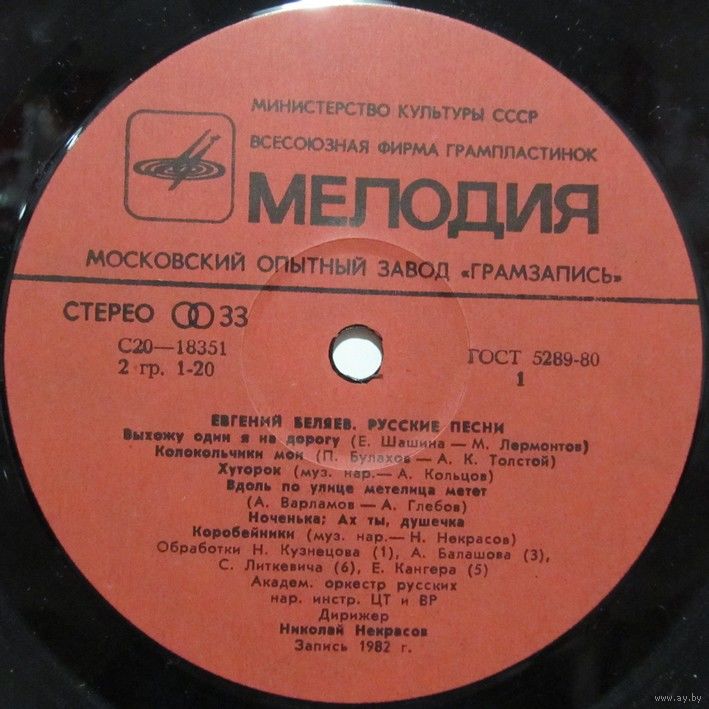 МИНИСТЕРСТВО КУЛЬТУРЫ СССР
ВСЕСОЮЗНАЯ ФИРМА ГРАМПЛАСТИНОК
МЕЛОДИЯ
МОСКОВСКИЙ ОПЫТНЫЙ ЗАВОД «ГРАМЗАПИСЬ»
СТЕРЕО 33
С20—18351
2 гр. 1-20
ГОСТ 5289-80
1
ЕВГЕНИЙ БЕЛЯЕВ. РУССКИЕ ПЕСНИ
Выхожу один я на дорогу (Е. Шашина — М. Лермонтов)
Колокольчики мои (П. Булахов — А. К. Толстой)
Хуторок (муз. нар.— А. Кольцов)
Вдоль по улице метелица метет
(А. Варламов — А. Глебов)
Ноченька; Ах ты, душечка
Коробейники (муз. нар.— Н. Некрасов)
Обработки Н. Кузнецова (1), А. Балашова (3),
С. Литкевича (6), Е. Кангера (5)
Академ. оркестр русских
нар. инстр. ЦТ и ВР
Дирижер
Николай Некрасов
Запись 1982 г.
www.ay.by